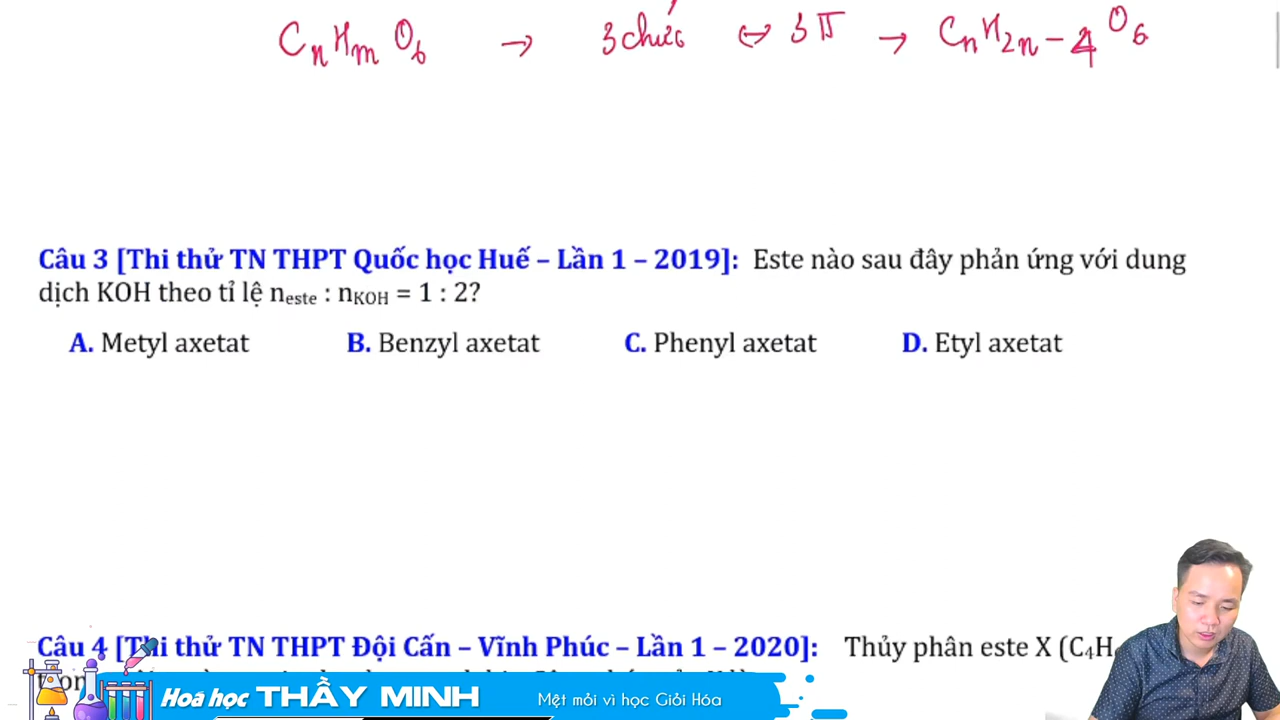 CnHmO6 → 3 chức ⇔ 3π → CnH2n-4O6
Câu 3 [Thi thử TN THPT Quốc học Huế – Lần 1 – 2019]: Este nào sau đây phản ứng với dung
dịch KOH theo tỉ lệ neste : nKOH = 1 : 2?
A. Metyl axetat B. Benzyl axetat C. Phenyl axetat D. Etyl axetat
Câu 4 [Thi thử TN THPT Đội Cấn – Vĩnh Phúc – Lần 1 – 2020]: Thủy phân este X (C4H
Hoá học THẦY MINH Mệt mỏi vì học Giỏi Hóa